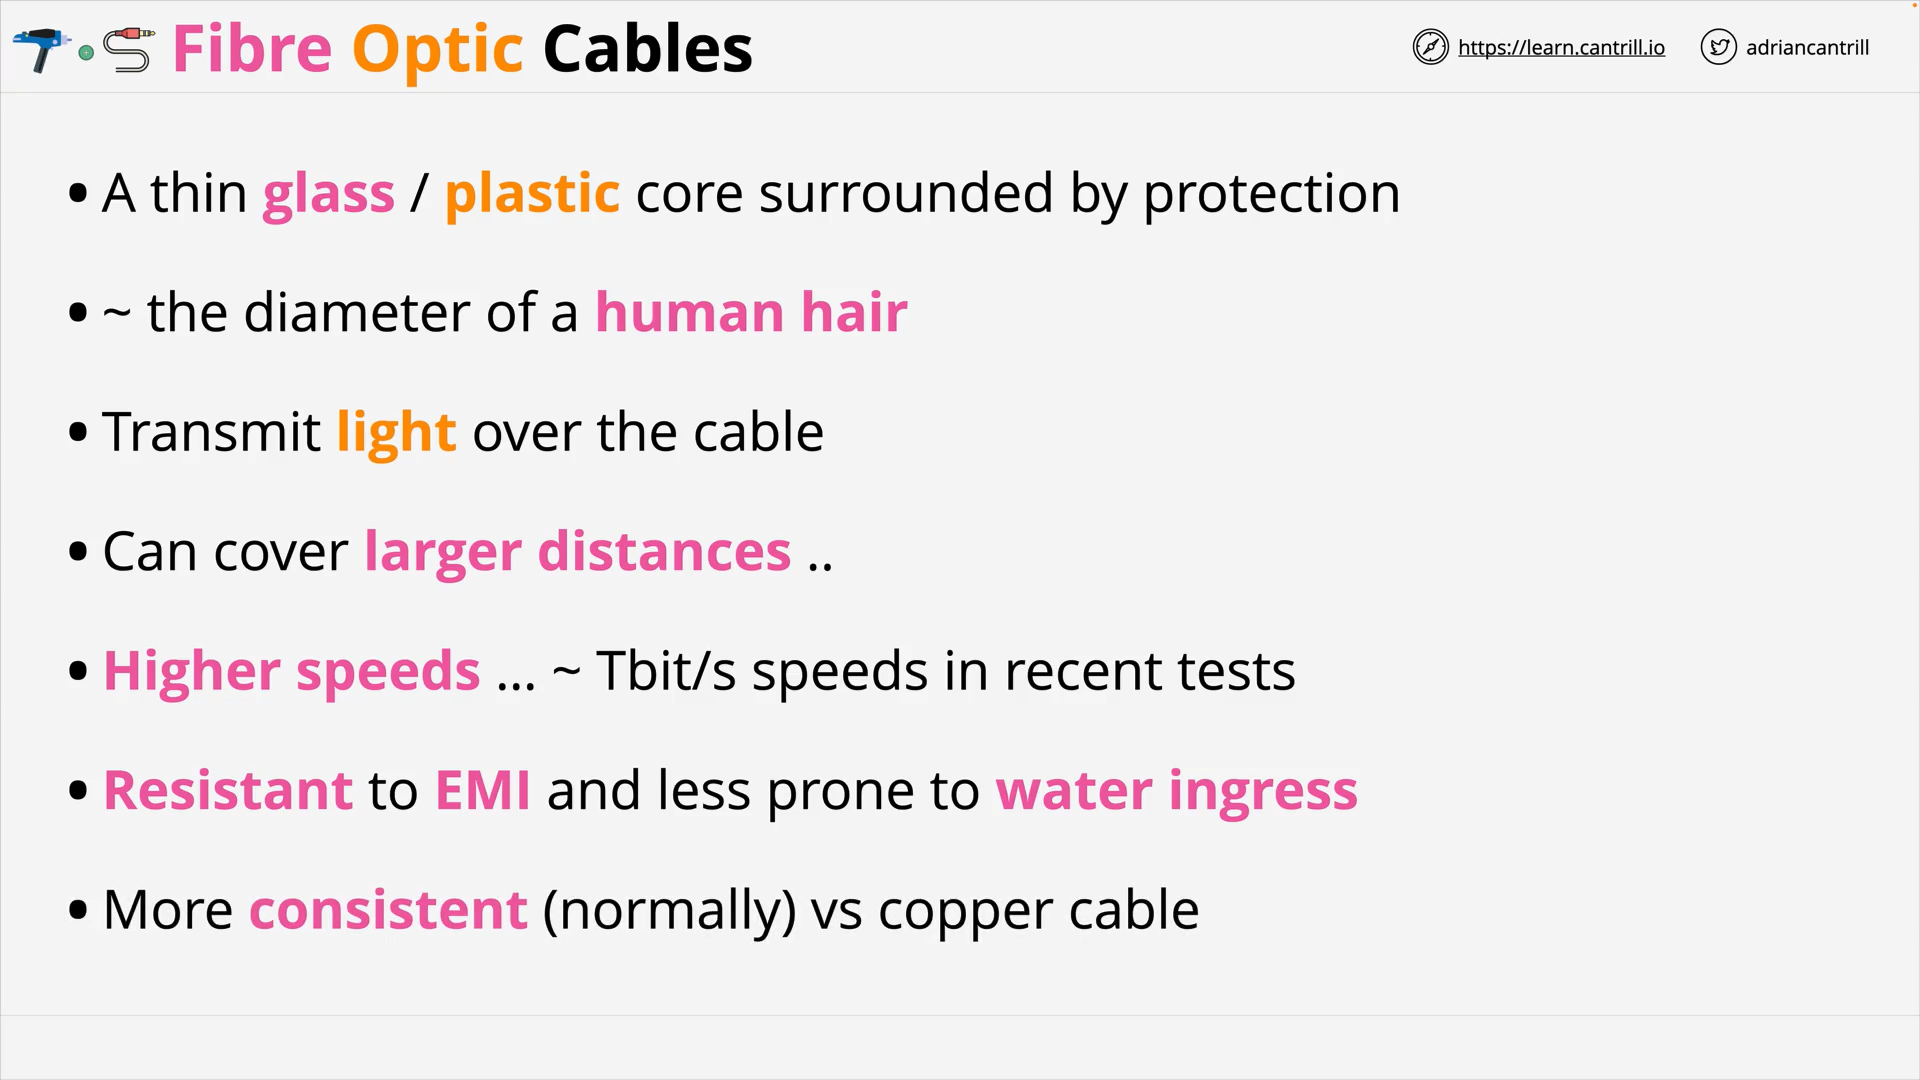 Fibre Optic Cables
https://learn.cantrill.io
adriancantrill
• A thin glass / plastic core surrounded by protection
• ~ the diameter of a human hair
• Transmit light over the cable
• Can cover larger distances ..
• Higher speeds ... ~ Tbit/s speeds in recent tests
• Resistant to EMI and less prone to water ingress
• More consistent (normally) vs copper cable